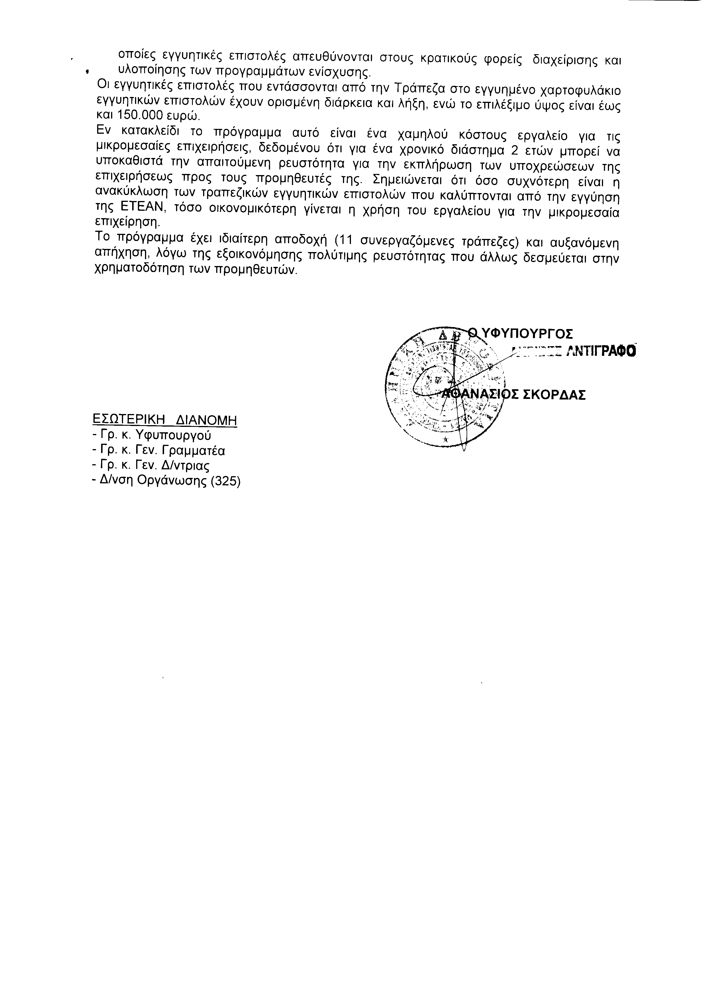 οποίες εγγυητικές επιστολές απευθύνονται στους κρατικούς φορείς διαχείρισης και
υλοποίησης των προγραμμάτων ενίσχυσης.
Οι εγγυητικές επιστολές που εντάσσονται από την Τράπεζα στο εγγυημένο χαρτοφυλάκιο
εγγυητικών επιστολών έχουν ορισμένη διάρκεια και λήξη, ενώ το επιλέξιμο ύψος είναι έως
και 150.000 ευρώ.
Εν κατακλείδι το πρόγραμμα αυτό είναι ένα χαμηλού κόστους εργαλείο για τις
μικρομεσαίες επιχειρήσεις, δεδομένου ότι για ένα χρονικό διάστημα 2 ετών μπορεί να
υποκαθιστά την απαιτούμενη ρευστότητα για την εκπλήρωση των υποχρεώσεων της
επιχειρήσεως προς τους προμηθευτές της. Σημειώνεται ότι όσο συχνότερη είναι η
ανακύκλωση των τραπεζικών εγγυητικών επιστολών που καλύπτονται από την εγγύηση
της ΕΤΕΑΝ, τόσο οικονομικότερη γίνεται η χρήση του εργαλείου για την μικρομεσαία
επιχείρηση.
Το πρόγραμμα έχει ιδιαίτερη αποδοχή (11 συνεργαζόμενες τράπεζες) και αυξανόμενη
απήχηση, λόγω της εξοικονόμησης πολύτιμης ρευστότητας που άλλως δεσμεύεται στην
χρηματοδότηση των προμηθευτών.
Ο ΥΦΥΠΟΥΡΓΟΣ
ΑΝΤΙΓΡΑΦΟ
ΑΘΑΝΑΣΙΟΣ ΣΚΟΡΔΑΣ
ΕΣΩΤΕΡΙΚΗ ΔΙΑΝΟΜΗ
- Γρ. κ. Υφυπουργού
- Γρ. κ. Γεν. Γραμματέα
- Γρ. κ. Γεν. Δ/ντριας
- Δ/νση Οργάνωσης (325)